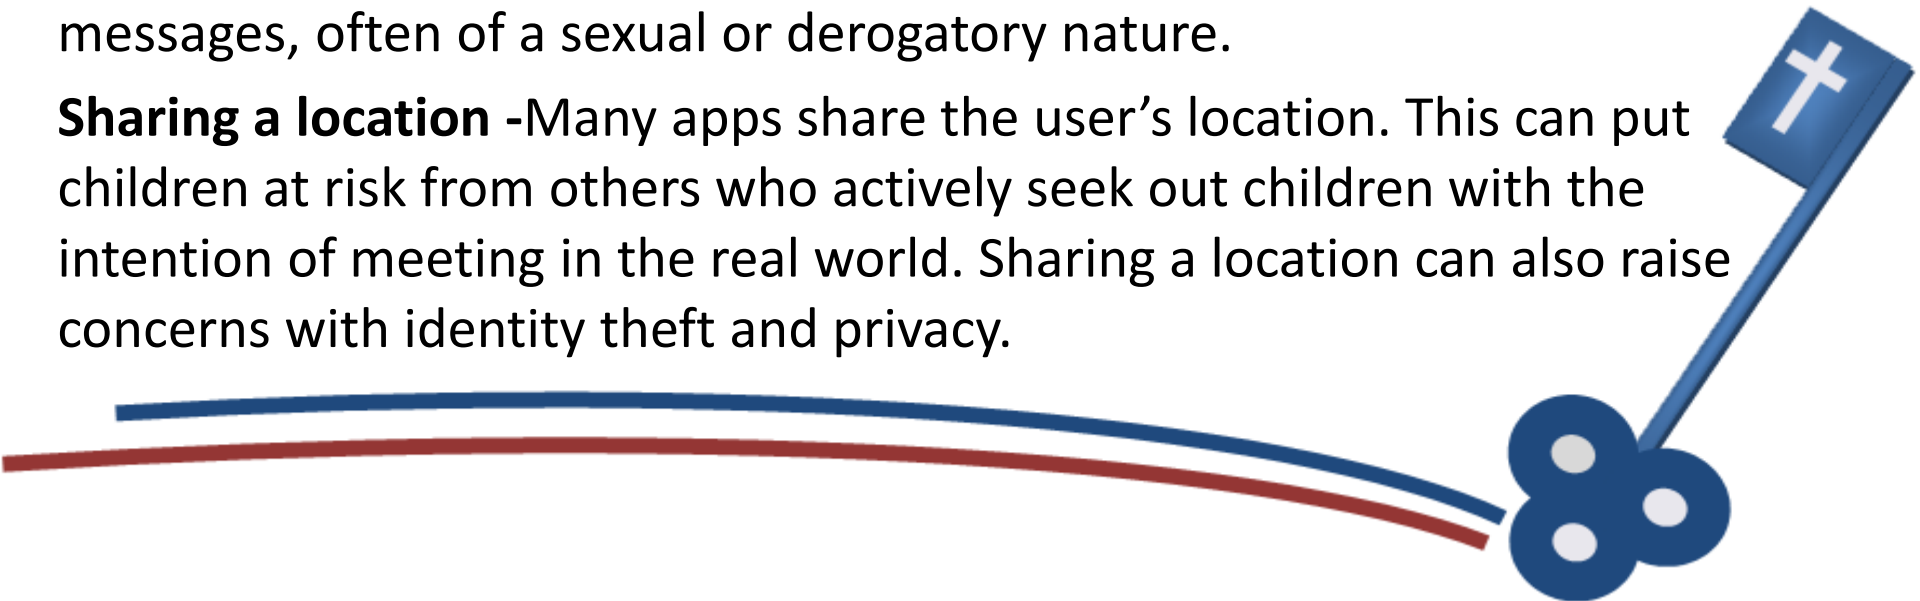 messages, often of a sexual or derogatory nature.
Sharing a location -Many apps share the user’s location. This can put
children at risk from others who actively seek out children with the
intention of meeting in the real world. Sharing a location can also raise
concerns with identity theft and privacy.